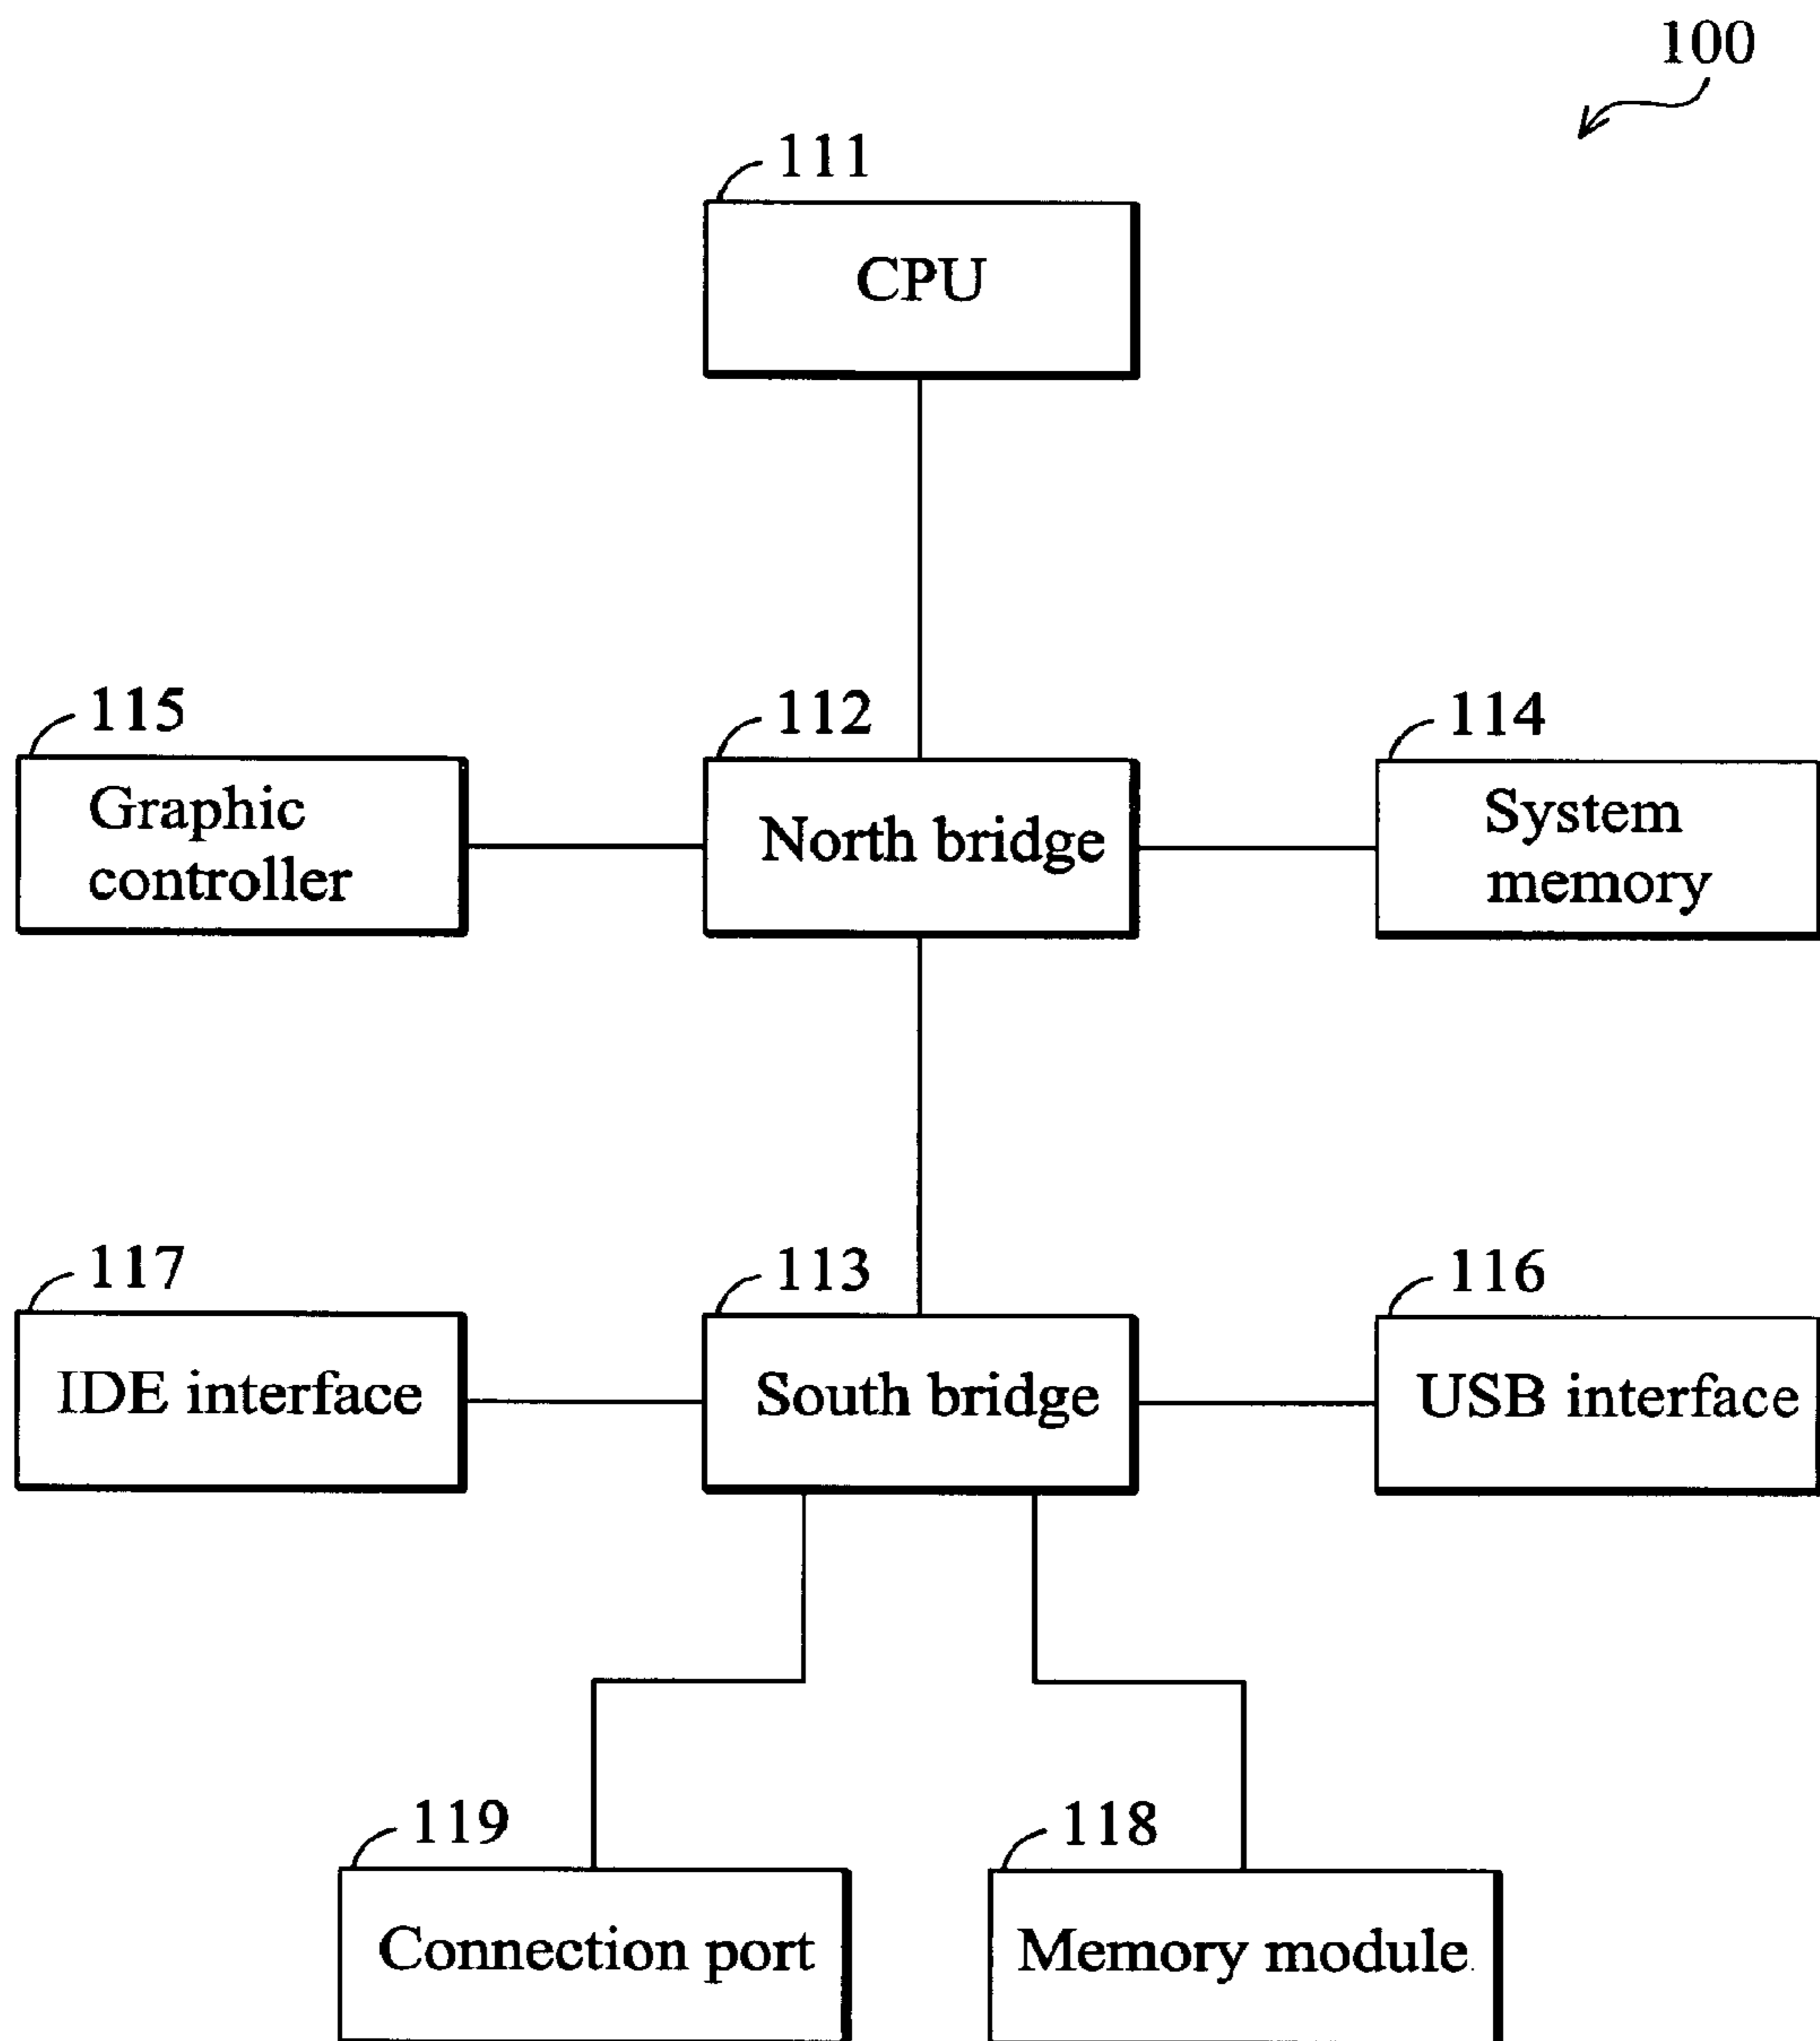 100
111
CPU
115
112
114
Graphic
controller
North bridge
System
memory
117
113
116
IDE interface
South bridge
USB interface
119
118
Connection port
Memory module